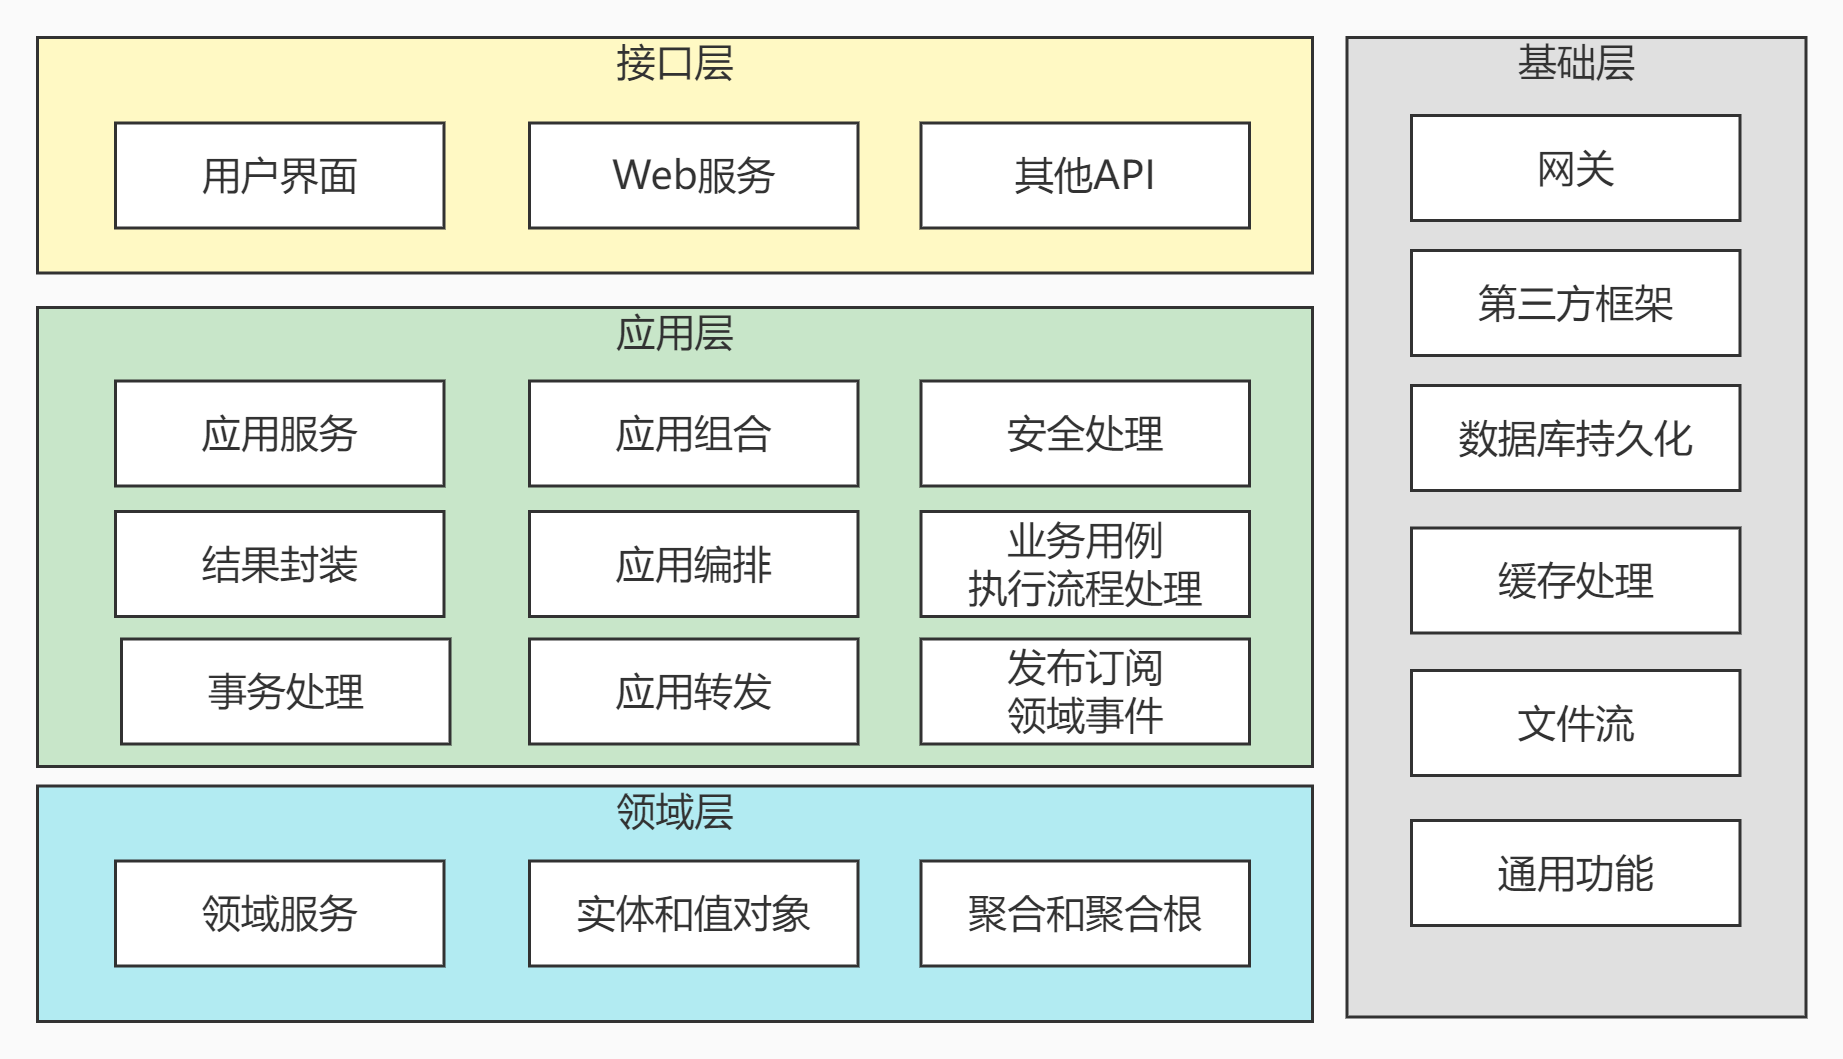 接口层
用户界面
Web服务
其他API
应用层
应用服务
应用组合
安全处理
结果封装
应用编排
业务用例
执行流程处理
事务处理
应用转发
发布订阅
领域事件
领域层
领域服务
实体和值对象
聚合和聚合根
基础层
网关
第三方框架
数据库持久化
缓存处理
文件流
通用功能